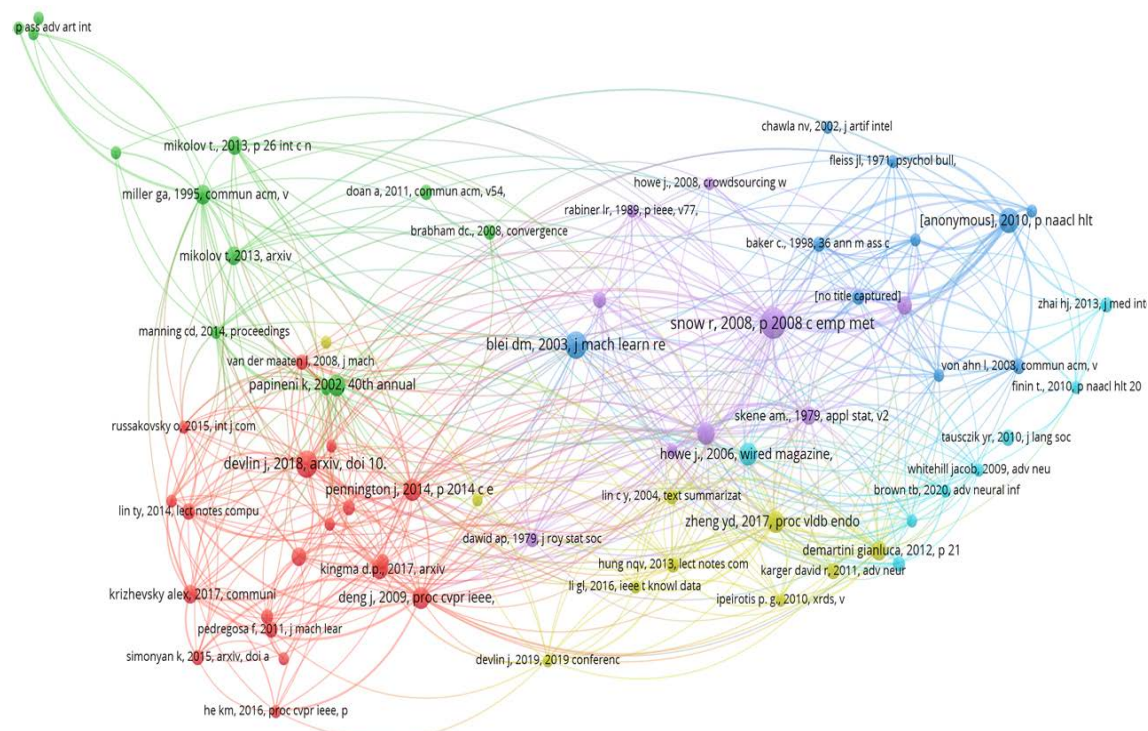 p ass adv art int
chawla nv, 2002, j artif intel
mikolov t., 2013, p 26 int c n
fleiss jl, 1971, psychol bull,
howe j., 2008, crowdsourcing w
miller ga, 1995, commun acm, v
doan a, 2011, commun acm, v54,
rabiner lr, 1989, p ieee, v77,
[anonymous], 2010, p naacl hlt
brabham dc., 2008, convergence
baker c., 1998, 36 ann m ass c
mikolov t, 2013, arxiv
[no title captured]
zhai hj, 2013, j med int
snow r, 2008, p 2008 c emp met
manning cd, 2014, proceedings
blei dm, 2003, j mach learn re
van der maaten l, 2008, j mach
von ahn l, 2008, commun acm, v
papineni k, 2002, 40th annual
finin t., 2010, p naacl hlt 20
skene am., 1979, appl stat, v2
russakovsky o, 2015, int j com
tausczik yr, 2010, j lang soc
howe j., 2006, wired magazine,
devlin j, 2018, arxiv, doi 10.
whitehill jacob, 2009, adv neu
pennington j, 2014, p 2014 c e
brown tb, 2020, adv neural inf
lin c y, 2004, text summarizat
lin ty, 2014, lect notes compu
zheng yd, 2017, proc vldb endo
dawid ap, 1979, j roy stat soc
demartini gianluca, 2012, p 21
hung nqv, 2013, lect notes com
kingma d.p., 2017, arxiv
karger david r, 2011, adv neur
li gl, 2016, ieee t knowl data
krizhevsky alex, 2017, communi
deng j, 2009, proc cvpr ieee,
ipeirotis p. g., 2010, xrds, v
pedregosa f, 2011, j mach lear
simonyan k, 2015, arxiv, doi a
devlin j, 2019, 2019 conferenc
he km, 2016, proc cvpr ieee, p